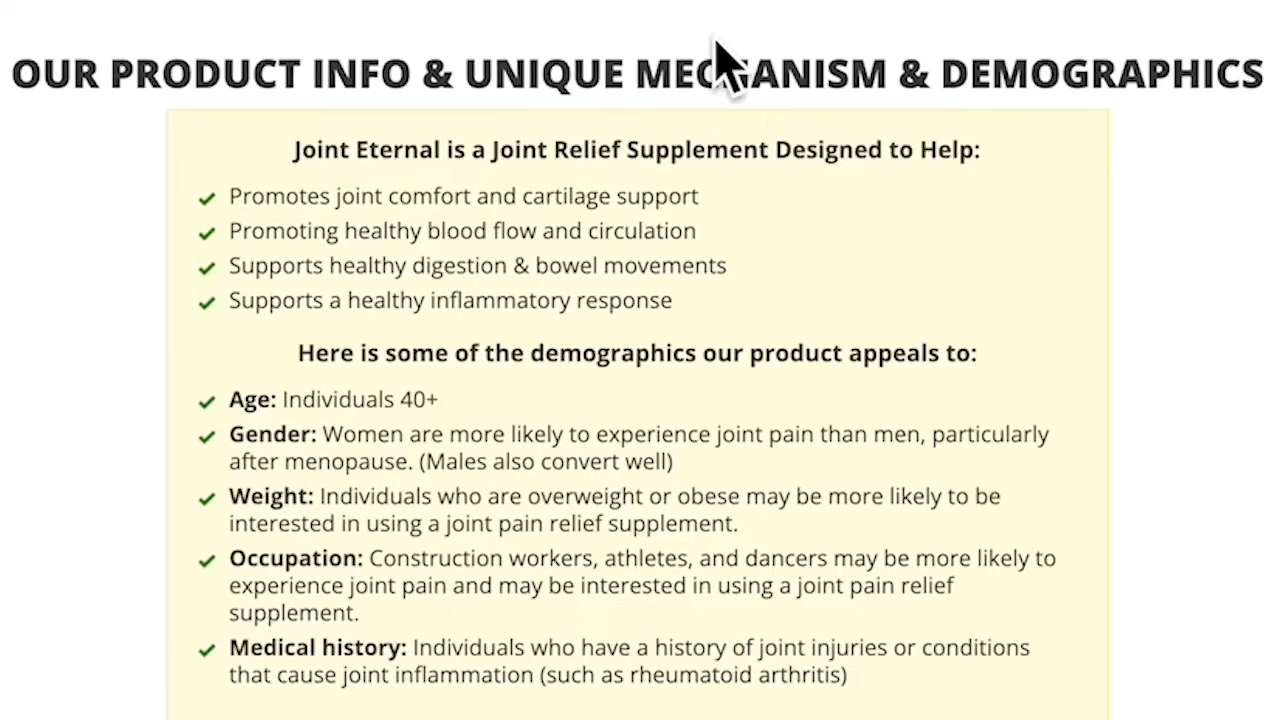 OUR PRODUCT INFO & UNIQUE MECHANISM & DEMOGRAPHICS
Joint Eternal is a Joint Relief Supplement Designed to Help:
Promotes joint comfort and cartilage support
Promoting healthy blood flow and circulation
Supports healthy digestion & bowel movements
Supports a healthy inflammatory response
Here is some of the demographics our product appeals to:
Age: Individuals 40+
Gender: Women are more likely to experience joint pain than men, particularly
after menopause. (Males also convert well)
Weight: Individuals who are overweight or obese may be more likely to be
interested in using a joint pain relief supplement.
Occupation: Construction workers, athletes, and dancers may be more likely to
experience joint pain and may be interested in using a joint pain relief
supplement.
Medical history: Individuals who have a history of joint injuries or conditions
that cause joint inflammation (such as rheumatoid arthritis)